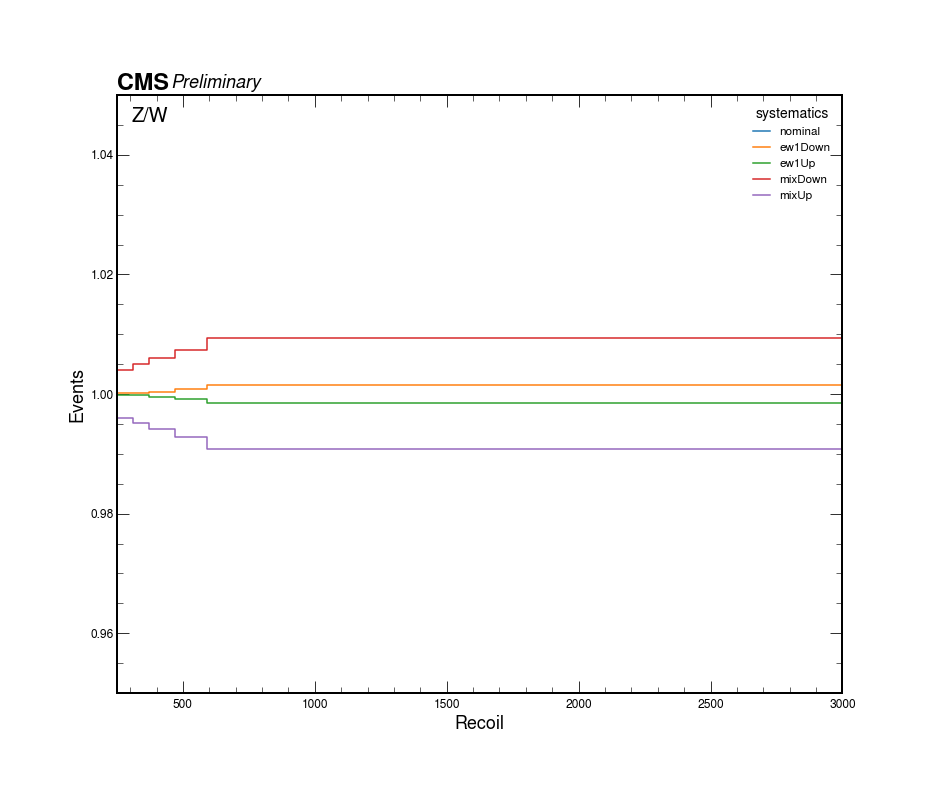 CMS Preliminary
Z/W
systematics
nominal
ew1Down
ew1Up
mixDown
mixUp
1.04
1.02
1.00
0.98
0.96
Events
500 1000 1500 2000 2500 3000
Recoil